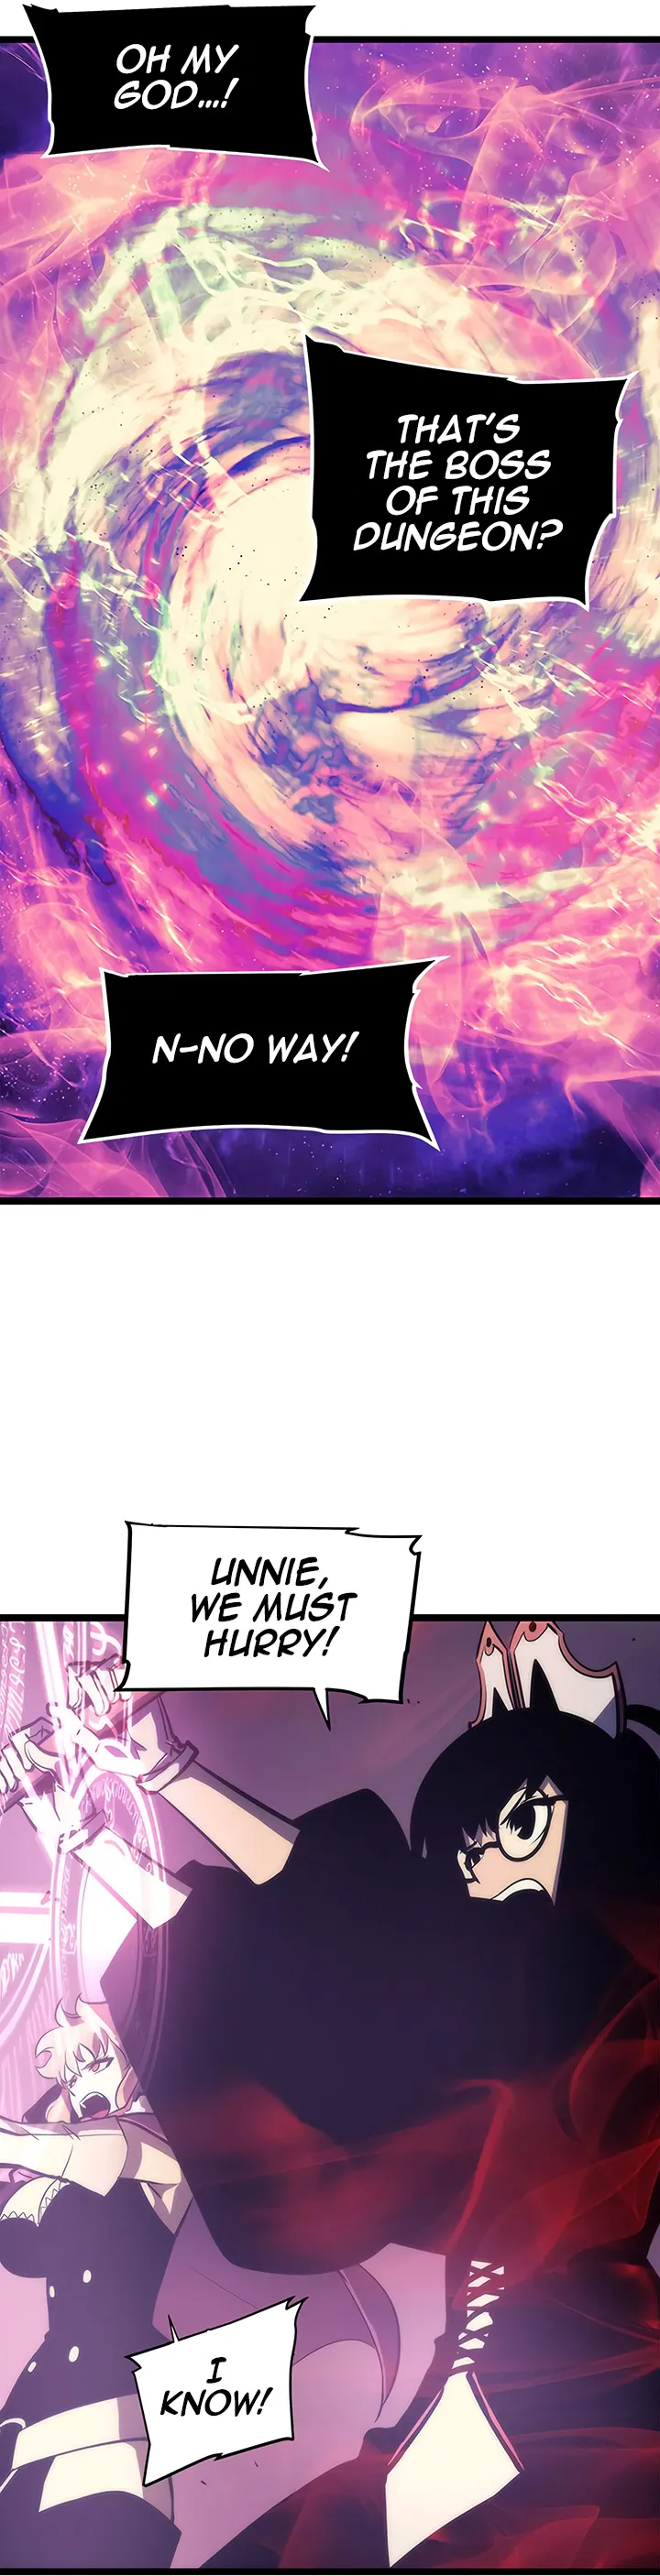 OH MY
GOD...!
THAT'S
THE BOSS
OF THIS
DUNGEON?
N-NO WAY!
UNNIE,
WE MUST
HURRY!
I
KNOW!